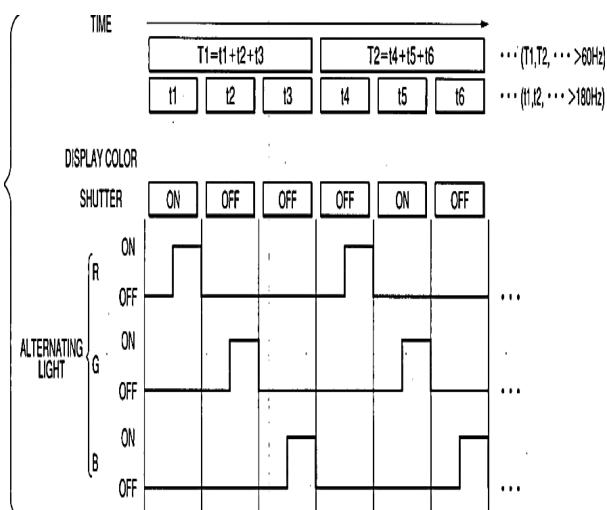 TIME
T1=t1+t2+t3 T2=t4+t5+t6 ··· (T1,T2, ··· >60Hz)
t1 t2 t3 t4 t5 t6 ··· (t1,t2, ··· >180Hz)
DISPLAY COLOR
SHUTTER ON OFF OFF OFF ON OFF
ON
R
OFF ···
ON
ALTERNATING LIGHT G
OFF ···
ON
B
OFF ···